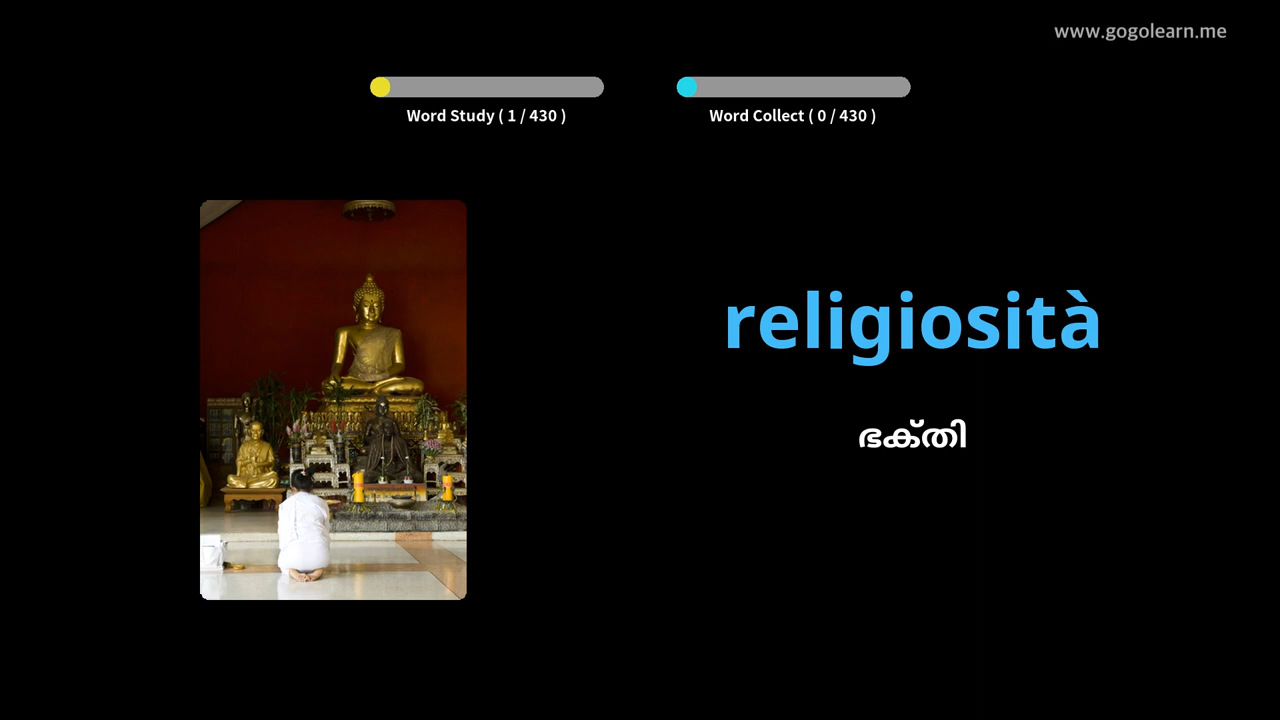 www.gogolearn.me
Word Study ( 1 / 430 )
Word Collect ( 0 / 430 )
religiosità
ഭക്തി